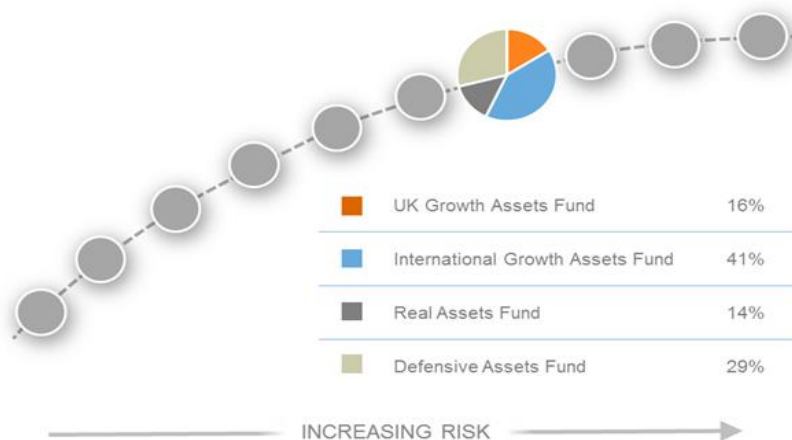 UK Growth Assets Fund 16%
International Growth Assets Fund 41%
Real Assets Fund 14%
Defensive Assets Fund 29%
INCREASING RISK